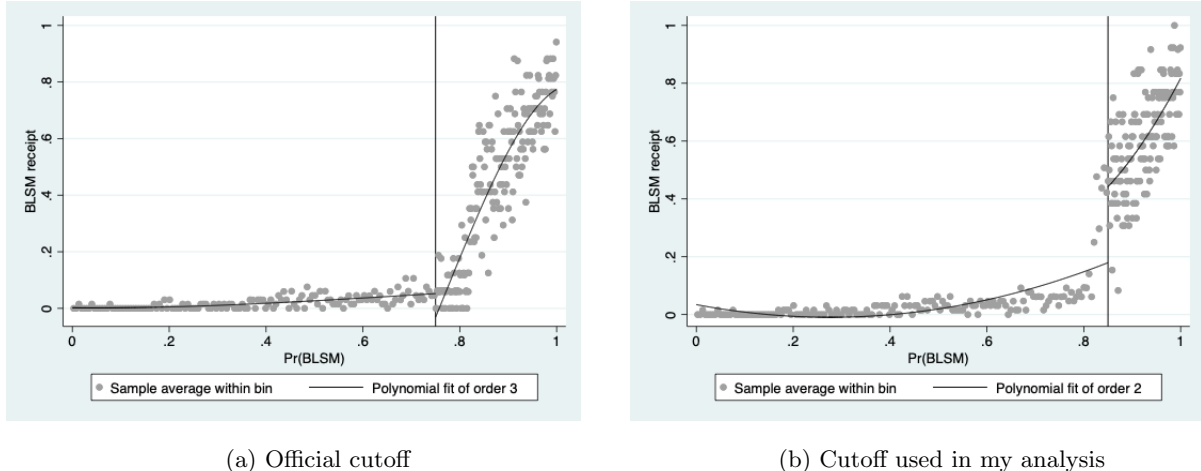 1
.8
.6
.4
.2
0
BLSM receipt
0 .2 .4 .6 .8 1
Pr(BLSM)
Sample average within bin Polynomial fit of order 3
(a) Official cutoff
1
.8
.6
.4
.2
0
BLSM receipt
0 .2 .4 .6 .8 1
Pr(BLSM)
Sample average within bin Polynomial fit of order 2
(b) Cutoff used in my analysis